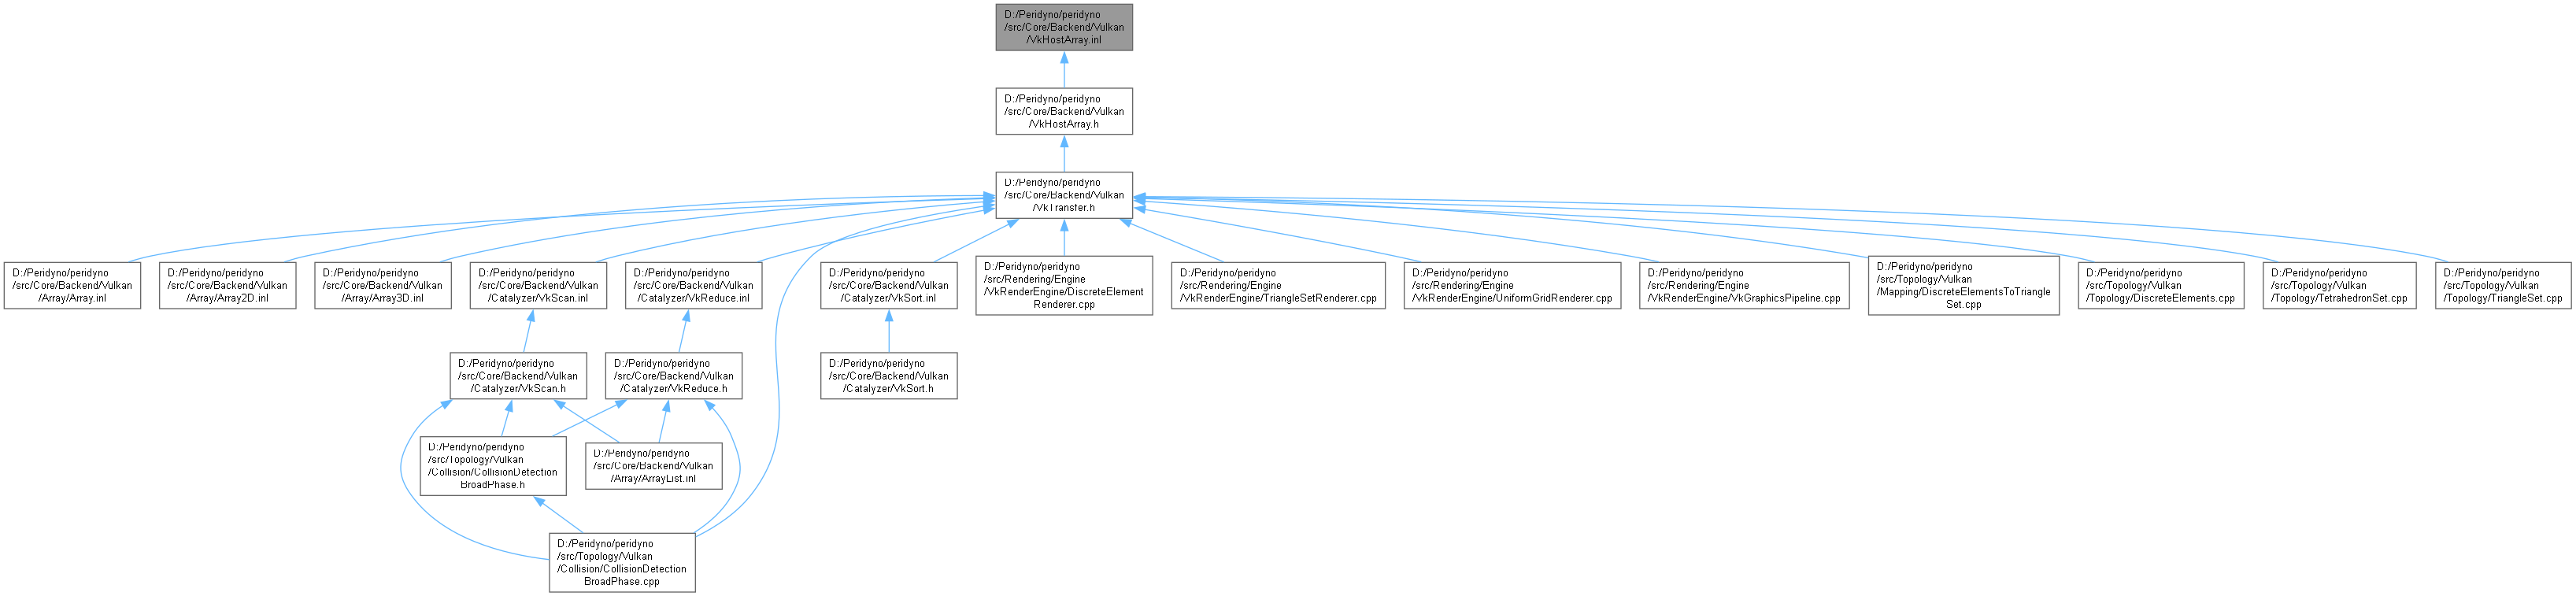 D:/Peridyno/peridyno
/src/Core/Backend/Vulkan
/VkHostArray.inl
D:/Peridyno/peridyno
/src/Core/Backend/Vulkan
/VkHostArray.h
D:/Peridyno/peridyno
/src/Core/Backend/Vulkan
/VkTransfer.h
D:/Peridyno/peridyno
/src/Core/Backend/Vulkan
/Array/Array.inl
D:/Peridyno/peridyno
/src/Core/Backend/Vulkan
/Array/Array2D.inl
D:/Peridyno/peridyno
/src/Core/Backend/Vulkan
/Array/Array3D.inl
D:/Peridyno/peridyno
/src/Core/Backend/Vulkan
/Catalyzer/VkScan.inl
D:/Peridyno/peridyno
/src/Core/Backend/Vulkan
/Catalyzer/VkReduce.inl
D:/Peridyno/peridyno
/src/Core/Backend/Vulkan
/Catalyzer/VkSort.inl
D:/Peridyno/peridyno
/src/Rendering/Engine
/VkRenderEngine/DiscreteElement
Renderer.cpp
D:/Peridyno/peridyno
/src/Rendering/Engine
/VkRenderEngine/TriangleSetRenderer.cpp
D:/Peridyno/peridyno
/src/Rendering/Engine
/VkRenderEngine/UniformGridRenderer.cpp
D:/Peridyno/peridyno
/src/Rendering/Engine
/VkRenderEngine/VkGraphicsPipeline.cpp
D:/Peridyno/peridyno
/src/Topology/Vulkan
/Mapping/DiscreteElementsToTriangle
Set.cpp
D:/Peridyno/peridyno
/src/Topology/Vulkan
/Topology/DiscreteElements.cpp
D:/Peridyno/peridyno
/src/Topology/Vulkan
/Topology/TetrahedronSet.cpp
D:/Peridyno/peridyno
/src/Topology/Vulkan
/Topology/TriangleSet.cpp
D:/Peridyno/peridyno
/src/Core/Backend/Vulkan
/Catalyzer/VkScan.h
D:/Peridyno/peridyno
/src/Core/Backend/Vulkan
/Catalyzer/VkReduce.h
D:/Peridyno/peridyno
/src/Core/Backend/Vulkan
/Catalyzer/VkSort.h
D:/Peridyno/peridyno
/src/Topology/Vulkan
/Collision/CollisionDetection
BroadPhase.h
D:/Peridyno/peridyno
/src/Core/Backend/Vulkan
/Array/ArrayList.inl
D:/Peridyno/peridyno
/src/Topology/Vulkan
/Collision/CollisionDetection
BroadPhase.cpp